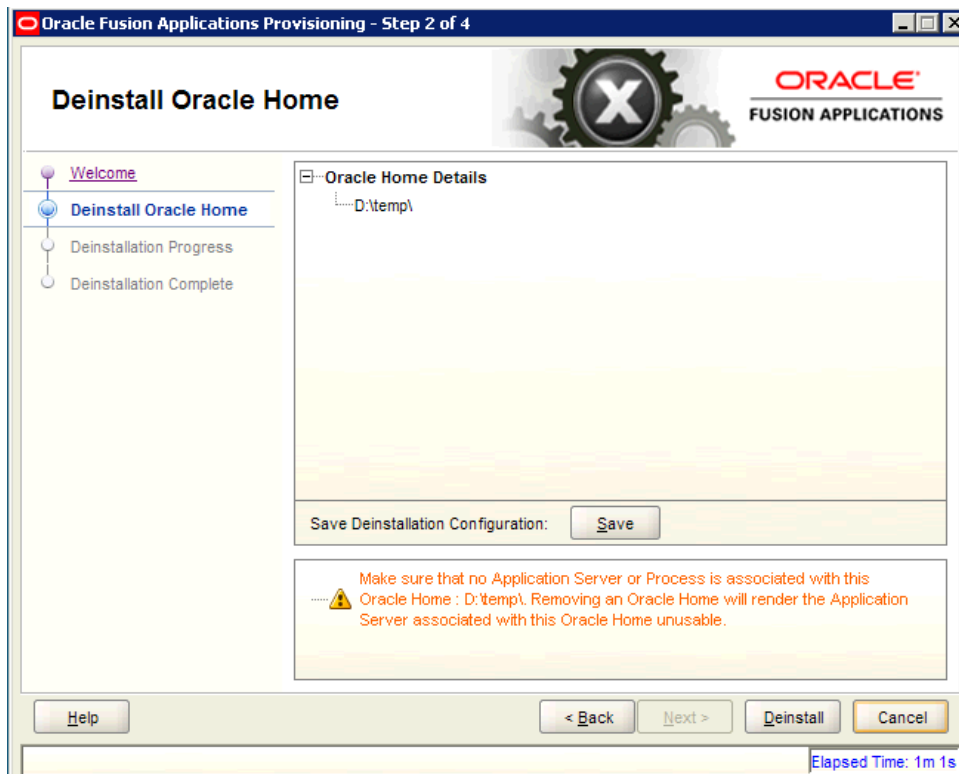 Oracle Fusion Applications Provisioning - Step 2 of 4
Deinstall Oracle Home
ORACLE
FUSION APPLICATIONS
Welcome
Deinstall Oracle Home
Deinstallation Progress
Deinstallation Complete
Oracle Home Details
D:\temp\
Save Deinstallation Configuration:
Save
Make sure that no Application Server or Process is associated with this
Oracle Home : D:\temp\. Removing an Oracle Home will render the Application
Server associated with this Oracle Home unusable.
Help
< Back
Next >
Deinstall
Cancel
Elapsed Time: 1m 1s